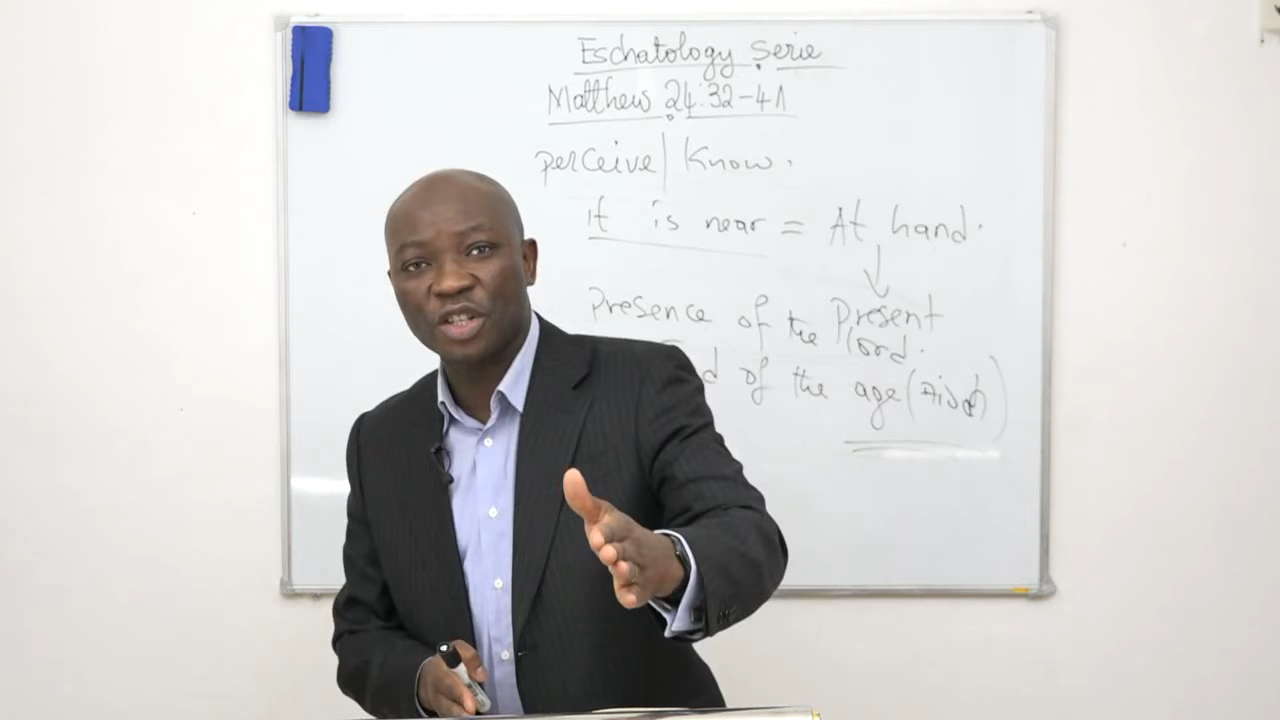 Eschatology Serie
Matthew 24:32-41
perceive | Know.
it is near = At hand.
Presence of the Present
Lord.
d of the age (Aion)